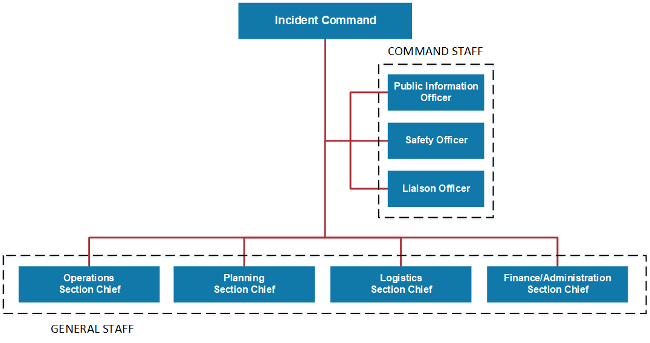 Incident Command
COMMAND STAFF
Public Information
Officer
Safety Officer
Liaison Officer
Operations
Section Chief
Planning
Section Chief
Logistics
Section Chief
Finance/Administration
Section Chief
GENERAL STAFF